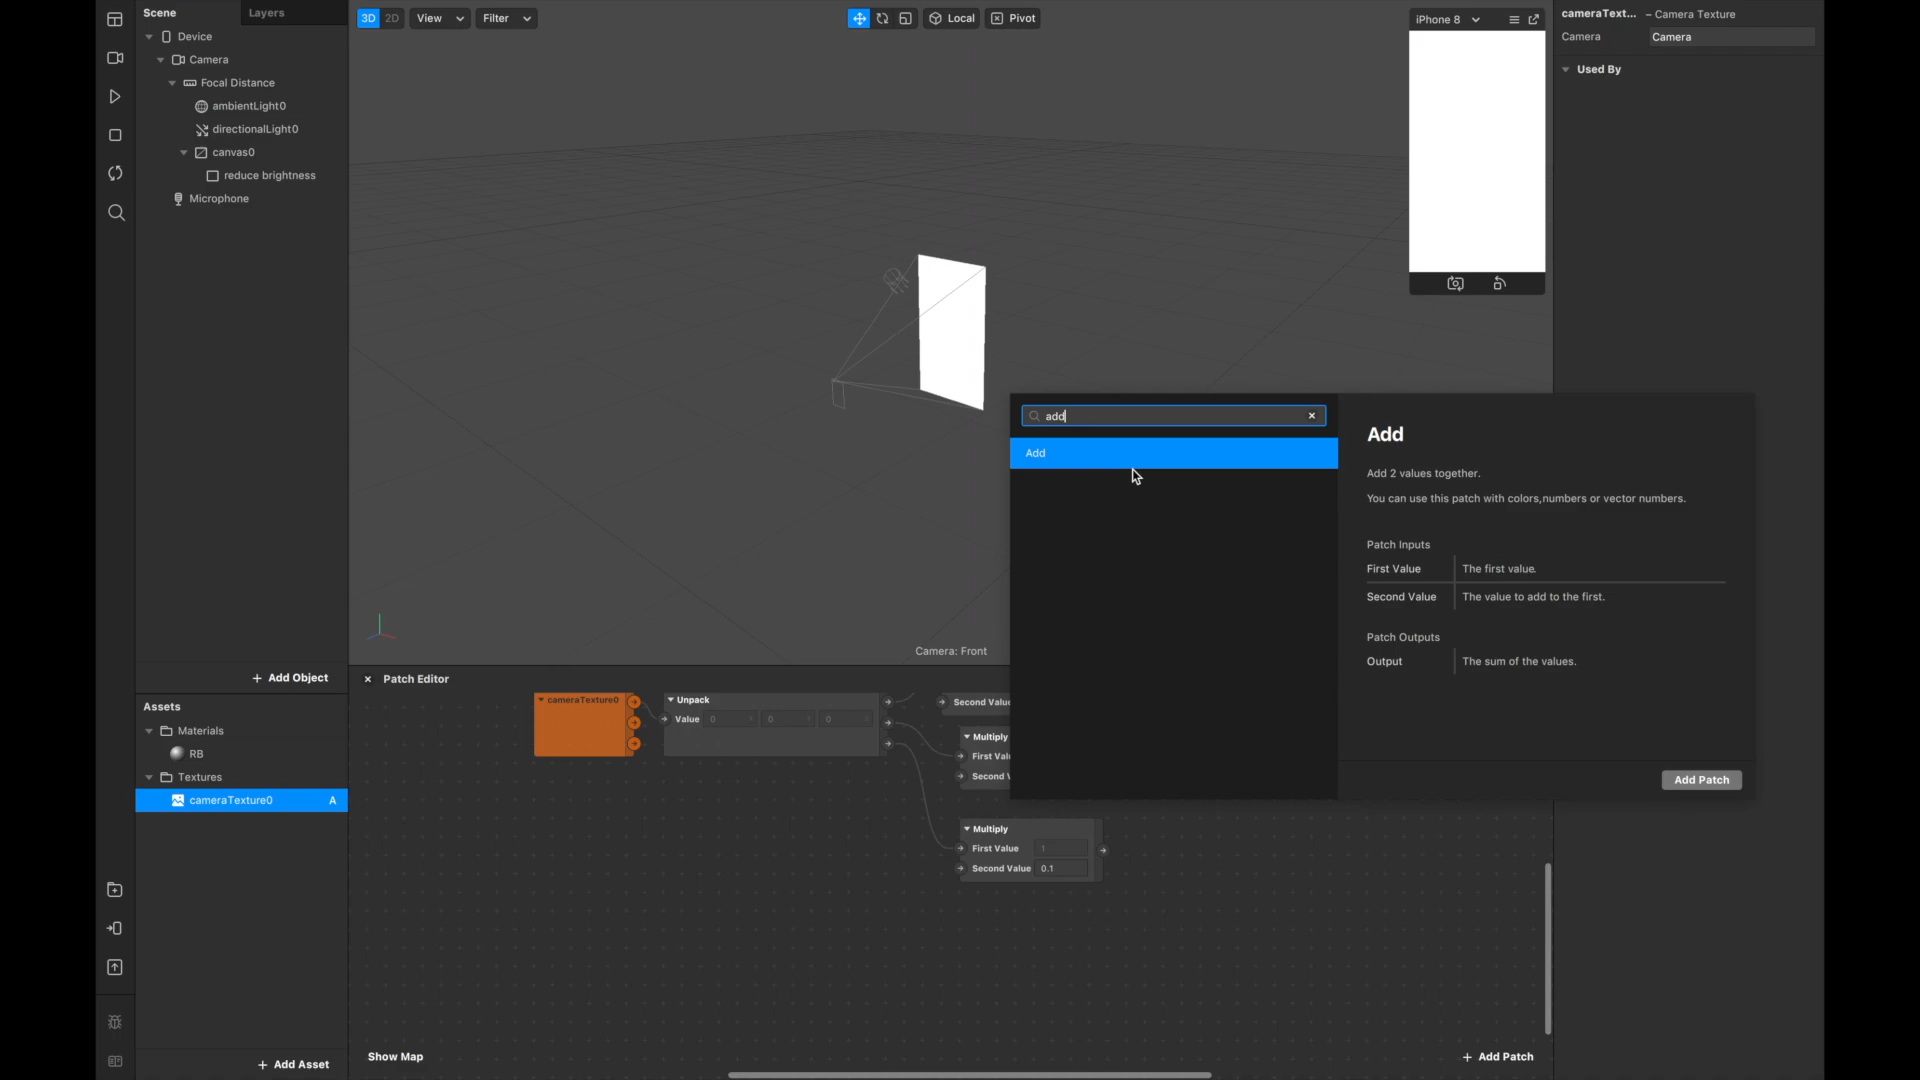 Scene
Layers
Device
Camera
Focal Distance
ambientLight0
directionalLight0
canvas0
reduce brightness
Microphone
+ Add Object
Assets
Materials
RB
Textures
cameraTexture0 A
+ Add Asset
3D 2D View Filter
Local Pivot
iPhone 8
Camera: Front
cameraText... – Camera Texture
Camera Camera
Used By
add
Add
Add
Add 2 values together.
You can use this patch with colors,numbers or vector numbers.
Patch Inputs
First Value The first value.
Second Value The value to add to the first.
Patch Outputs
Output The sum of the values.
Add Patch
Patch Editor
cameraTexture0
Unpack
Value 0 0 0
Second Value
Multiply
First Valu
Second V
Multiply
First Value 1
Second Value 0.1
Show Map
+ Add Patch